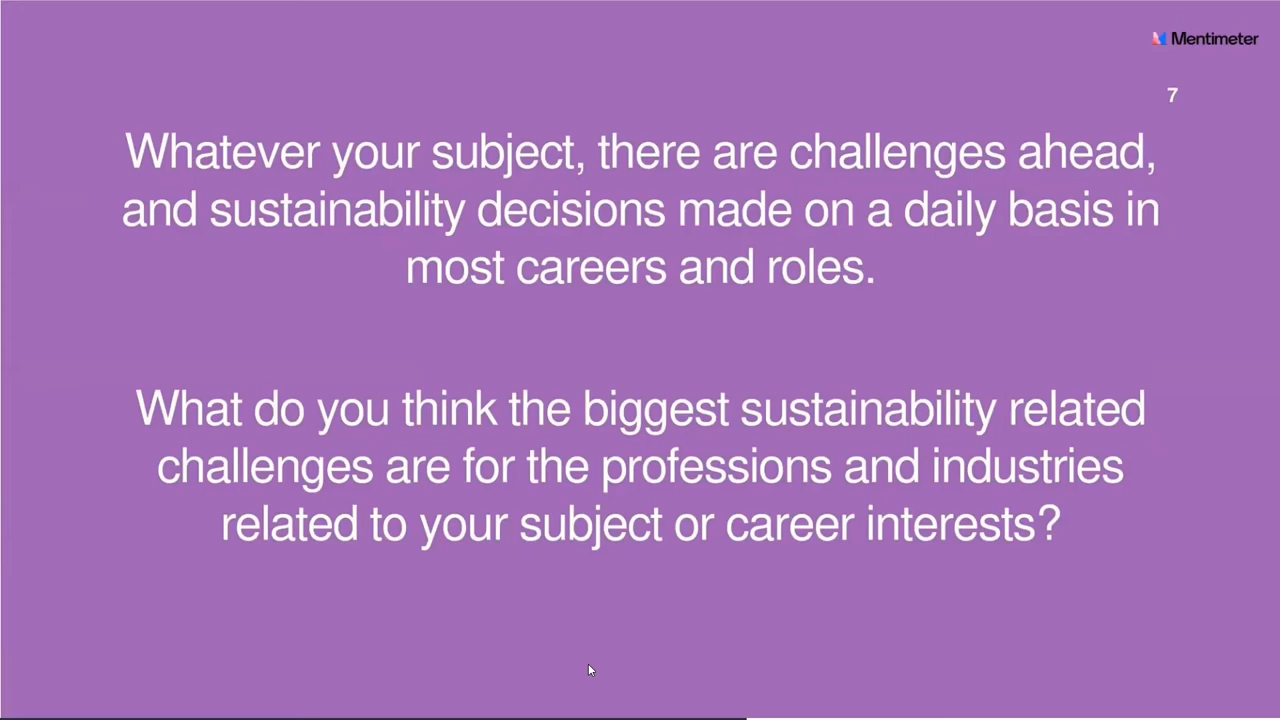 Mentimeter
7
Whatever your subject, there are challenges ahead,
and sustainability decisions made on a daily basis in
most careers and roles.
What do you think the biggest sustainability related
challenges are for the professions and industries
related to your subject or career interests?